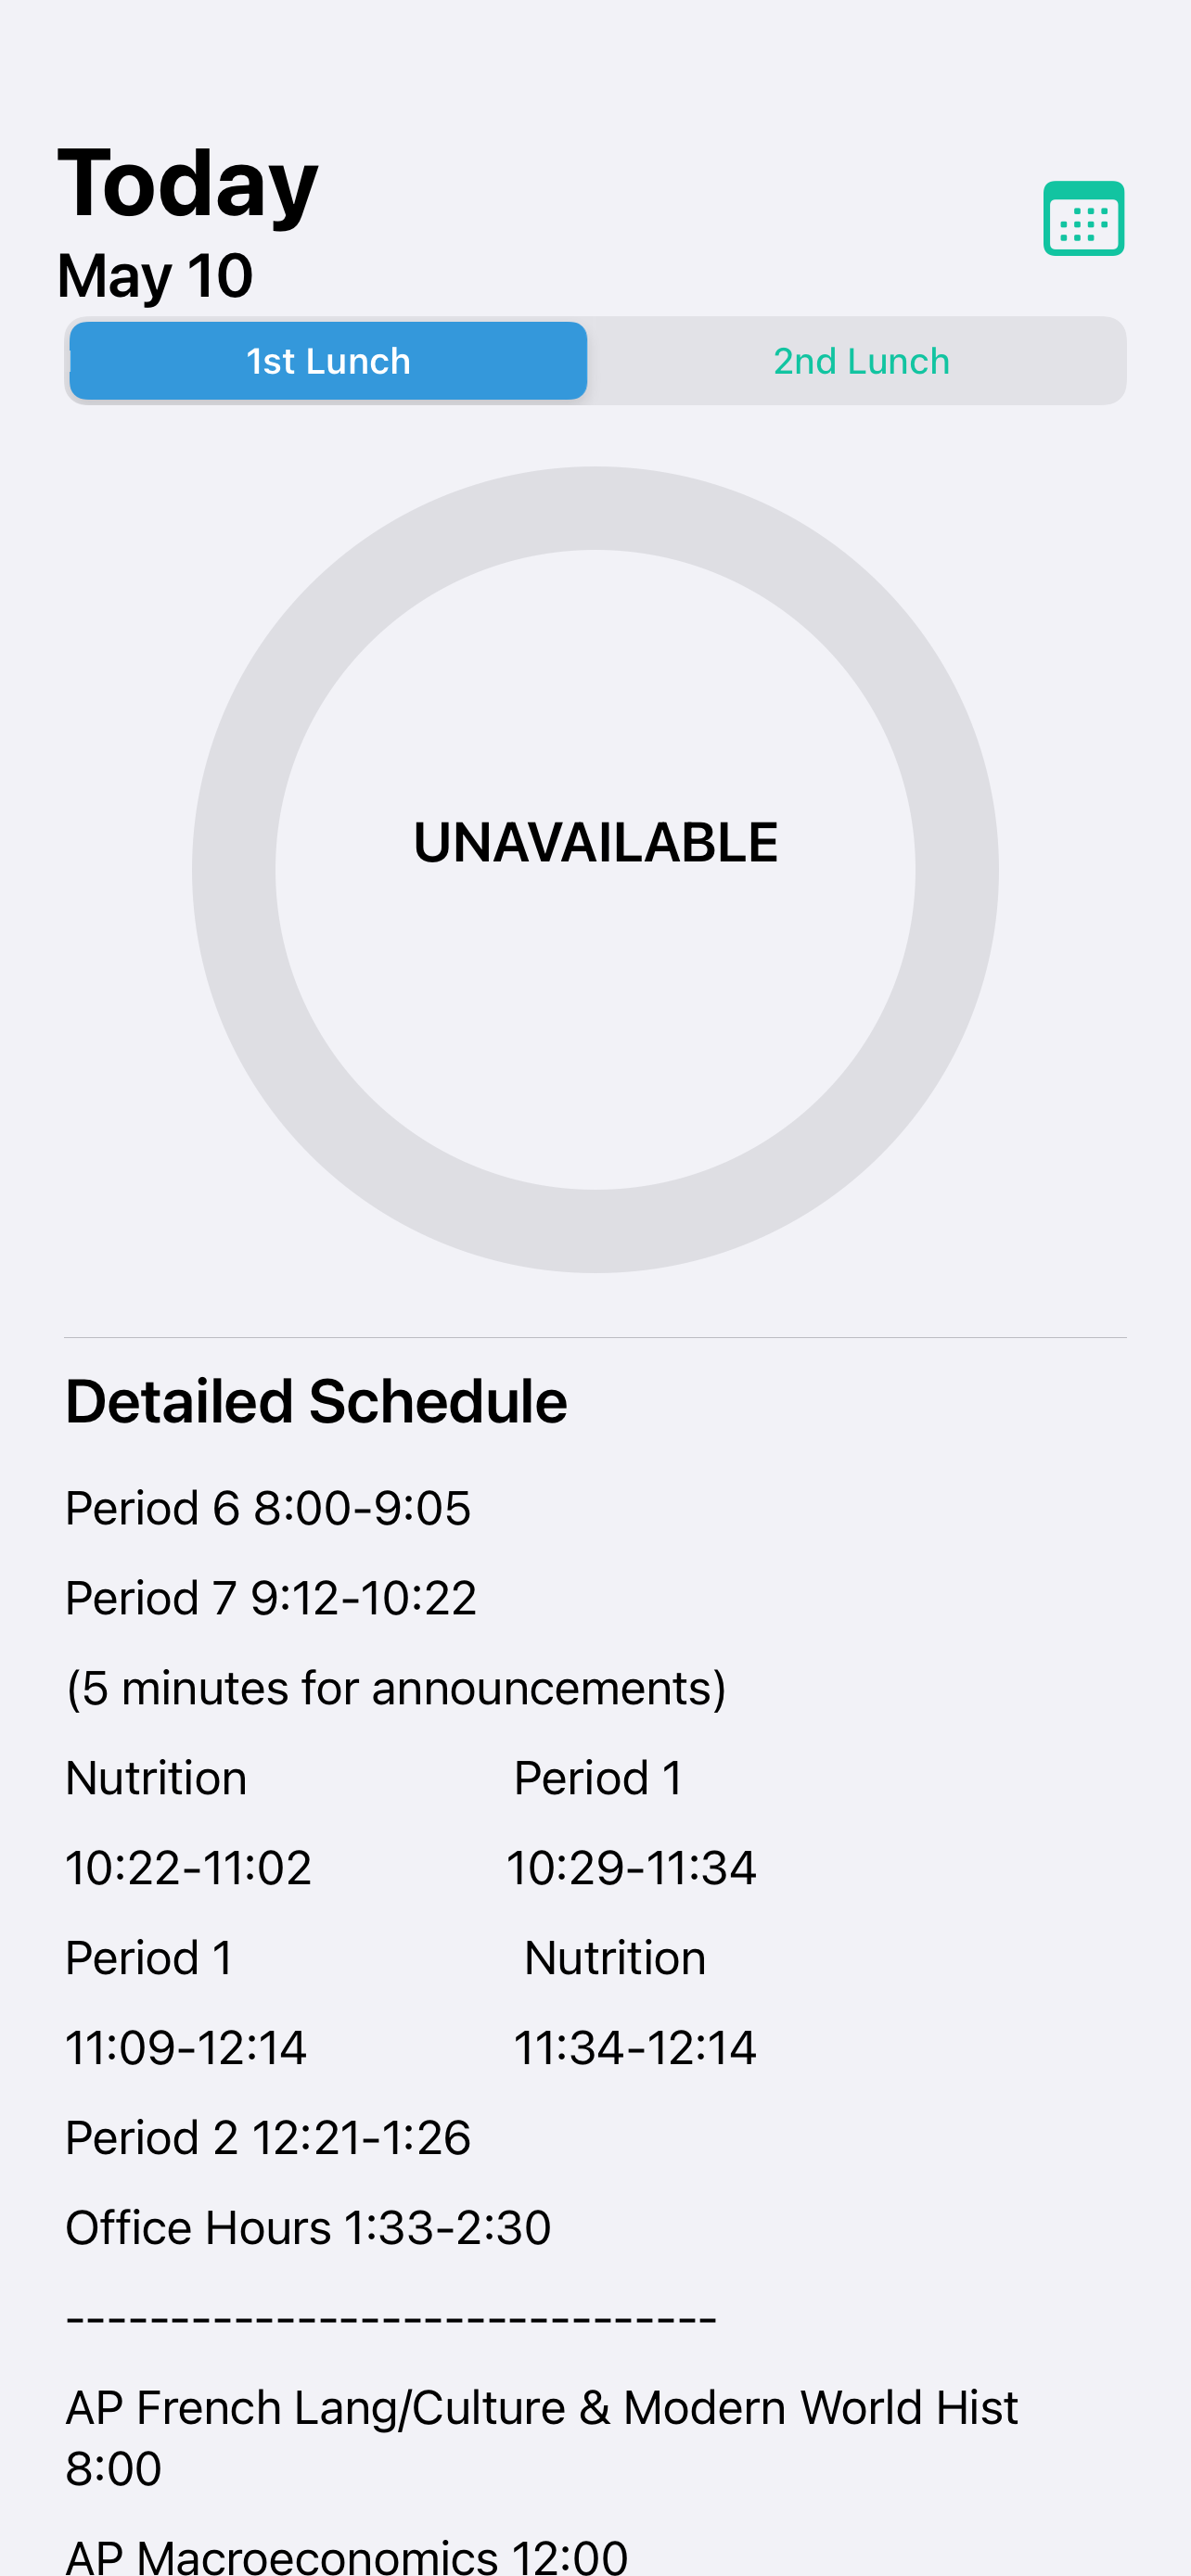 Today
May 10
1st Lunch 2nd Lunch
UNAVAILABLE
Detailed Schedule
Period 6 8:00-9:05
Period 7 9:12-10:22
(5 minutes for announcements)
Nutrition Period 1
10:22-11:02 10:29-11:34
Period 1 Nutrition
11:09-12:14 11:34-12:14
Period 2 12:21-1:26
Office Hours 1:33-2:30
-------------------------------
AP French Lang/Culture & Modern World Hist
8:00
AP Macroeconomics 12:00